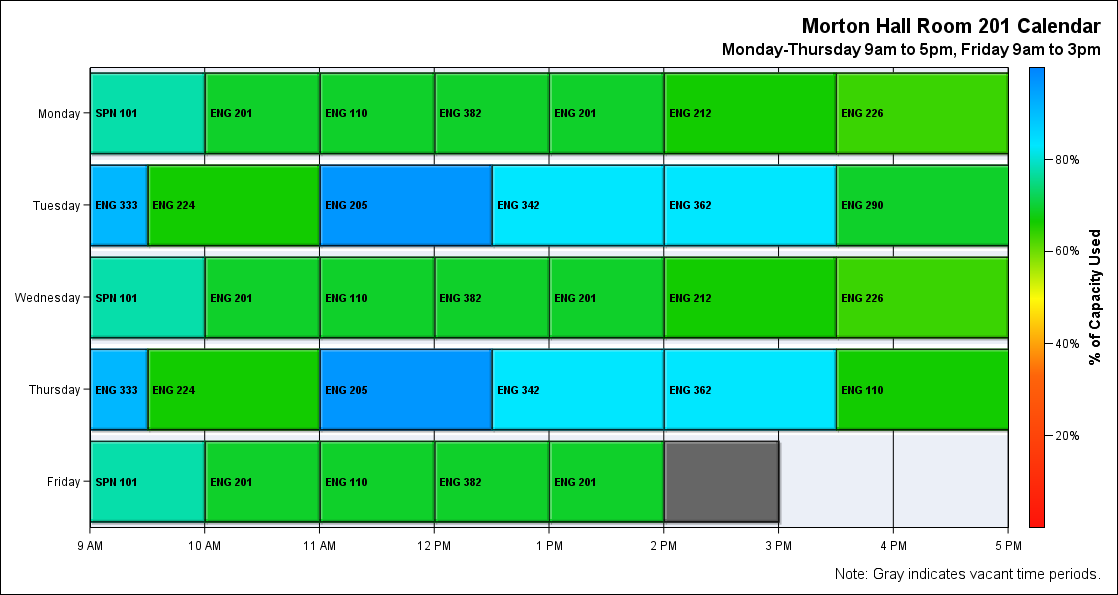 Morton Hall Room 201 Calendar
Monday-Thursday 9am to 5pm, Friday 9am to 3pm
Monday SPN 101 ENG 201 ENG 110 ENG 382 ENG 201 ENG 212 ENG 226
Tuesday ENG 333 ENG 224 ENG 205 ENG 342 ENG 362 ENG 290
Wednesday SPN 101 ENG 201 ENG 110 ENG 382 ENG 201 ENG 212 ENG 226
Thursday ENG 333 ENG 224 ENG 205 ENG 342 ENG 362 ENG 110
Friday SPN 101 ENG 201 ENG 110 ENG 382 ENG 201
9 AM 10 AM 11 AM 12 PM 1 PM 2 PM 3 PM 4 PM 5 PM
80%
60%
40%
20%
% of Capacity Used
Note: Gray indicates vacant time periods.